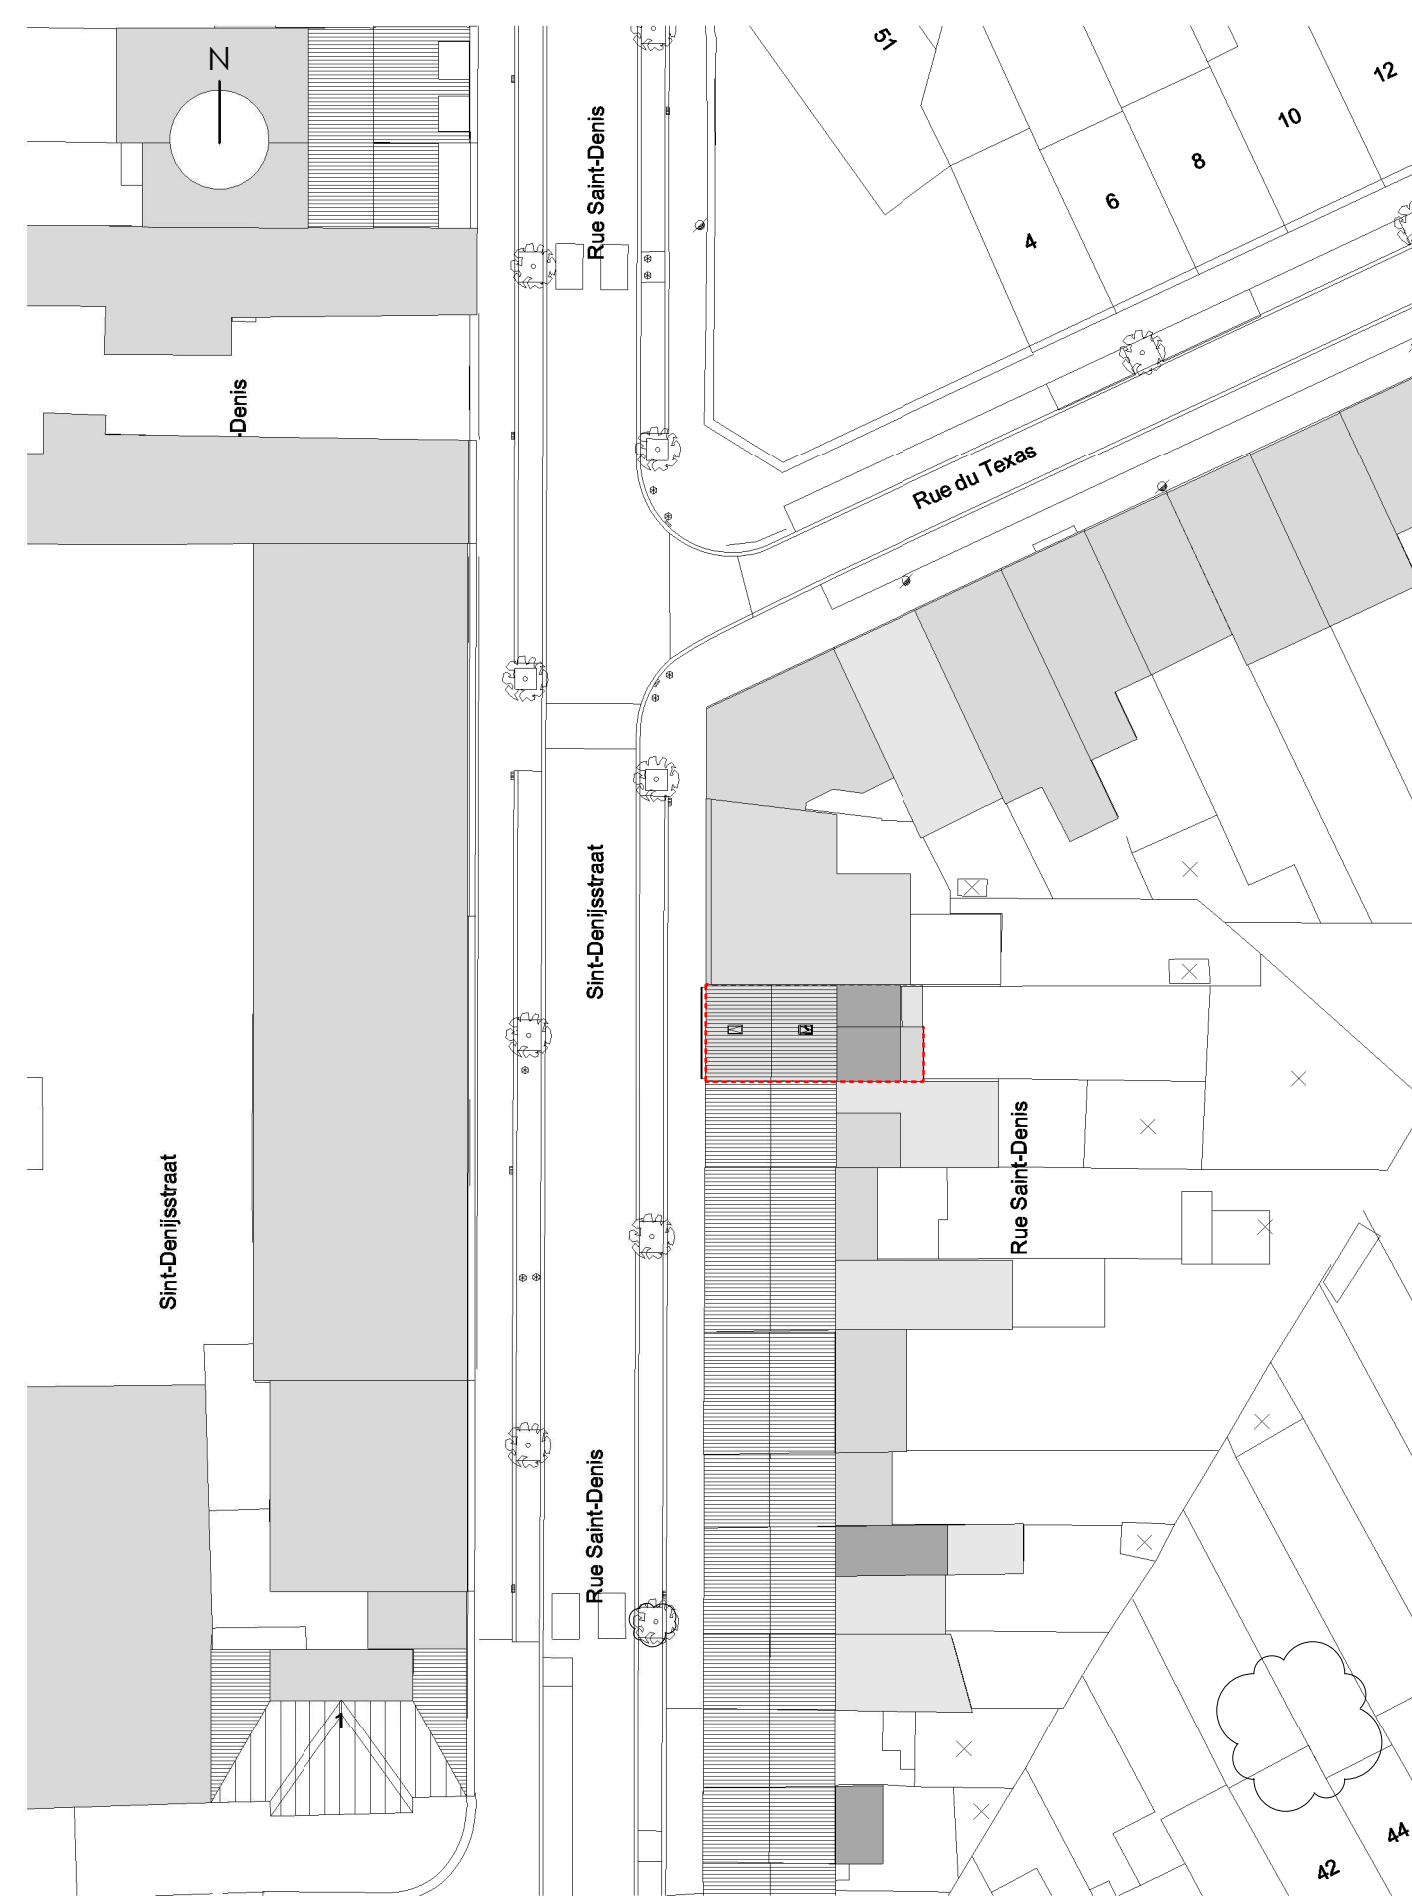 N
51
12
10
8
6
4
Rue Saint-Denis
-Denis
Rue du Texas
Sint-Denijsstraat
Sint-Denijsstraat
Rue Saint-Denis
Rue Saint-Denis
1
42
44